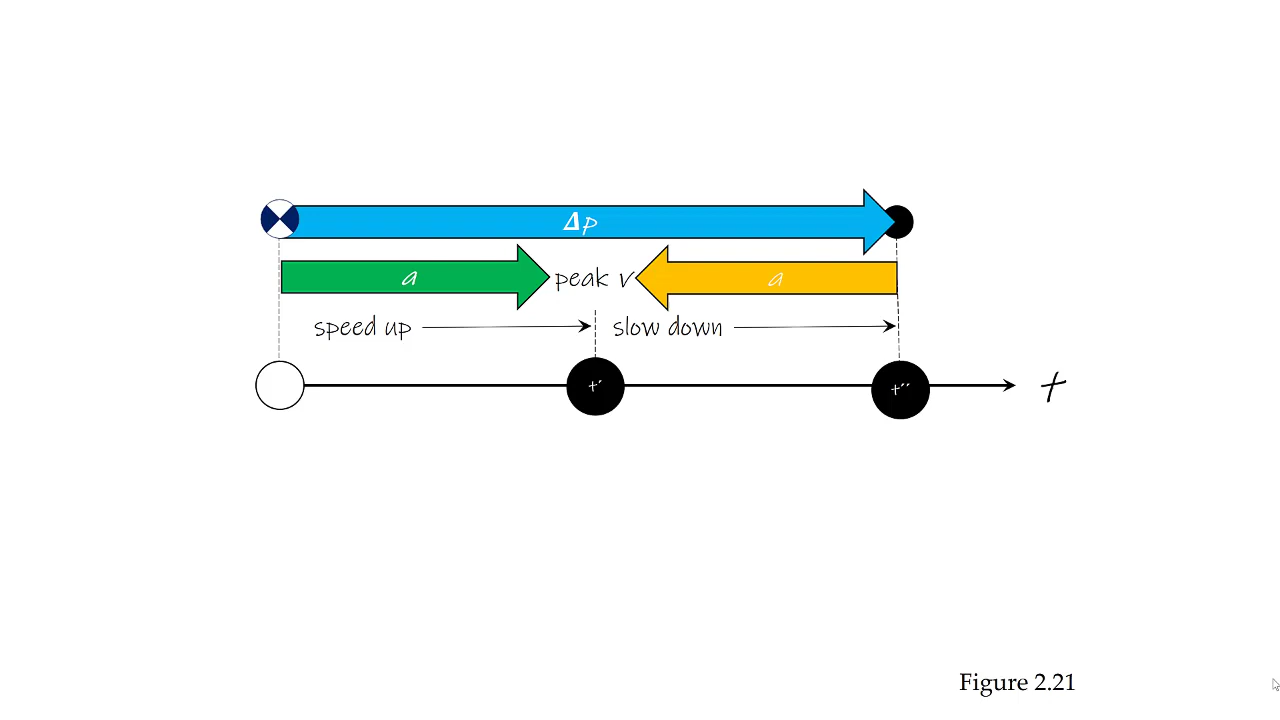 Δp
a
peak v
a
speed up
slow down
t'
t''
t
Figure 2.21